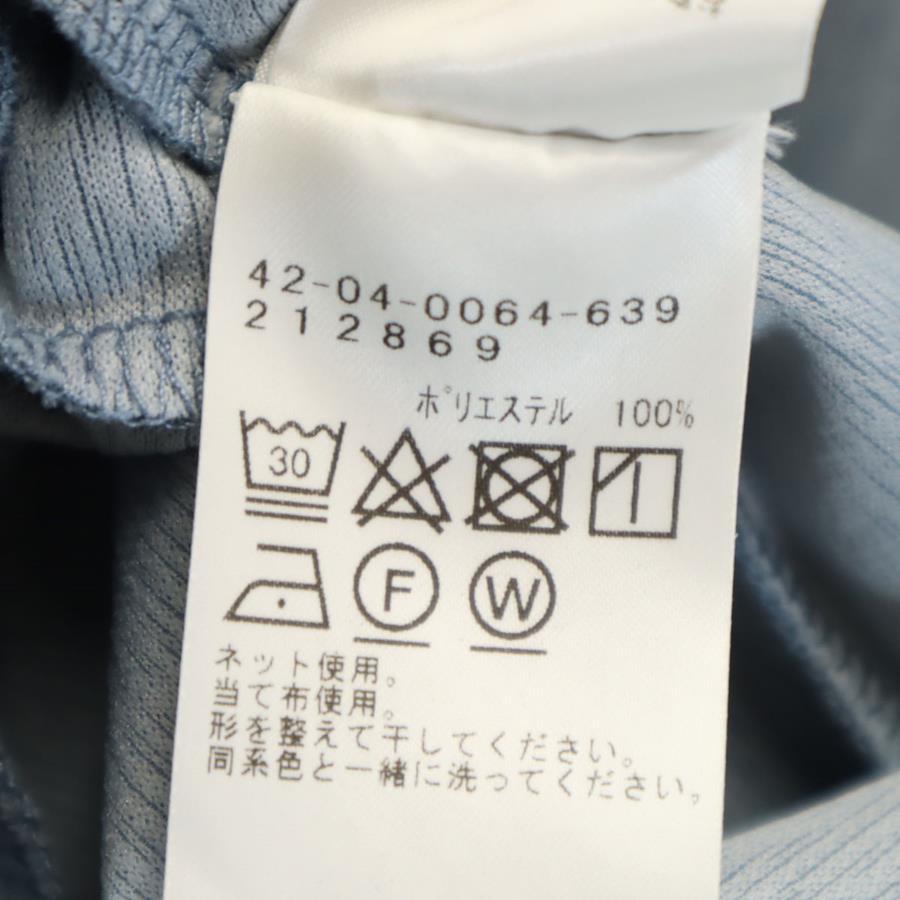 42-04-0064-639
212869
ポリエステル 100%
30
F W
ネット使用。
当て布使用。
形を整えて干してください。
同系色と一緒に洗ってください。